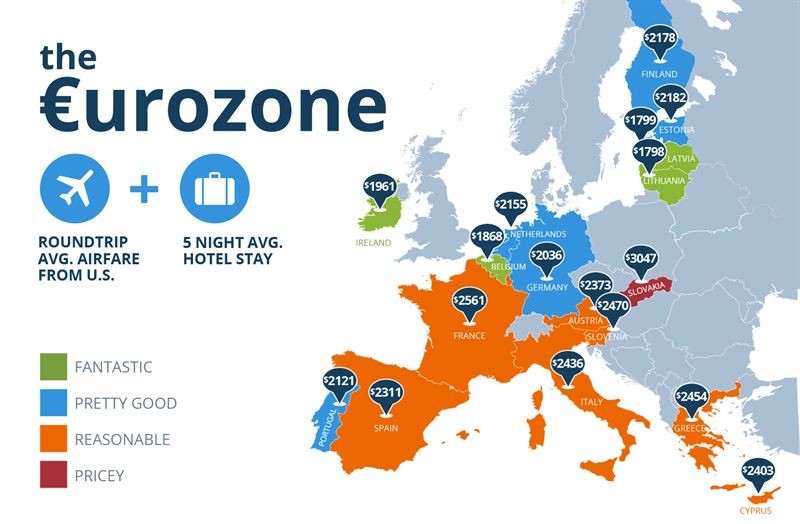 the
€urozone
+
ROUNDTRIP
AVG. AIRFARE
FROM U.S.
5 NIGHT AVG.
HOTEL STAY
FANTASTIC
PRETTY GOOD
REASONABLE
PRICEY
$2178
FINLAND
$2182
ESTONIA
$1799
LATVIA
$1798
LITHUANIA
$1961
IRELAND
$2155
NETHERLANDS
$1868
BELGIUM
$2036
GERMANY
$3047
SLOVAKIA
$2373
AUSTRIA
$2470
SLOVENIA
$2561
FRANCE
$2121
PORTUGAL
$2311
SPAIN
$2436
ITALY
$2454
GREECE
$2403
CYPRUS